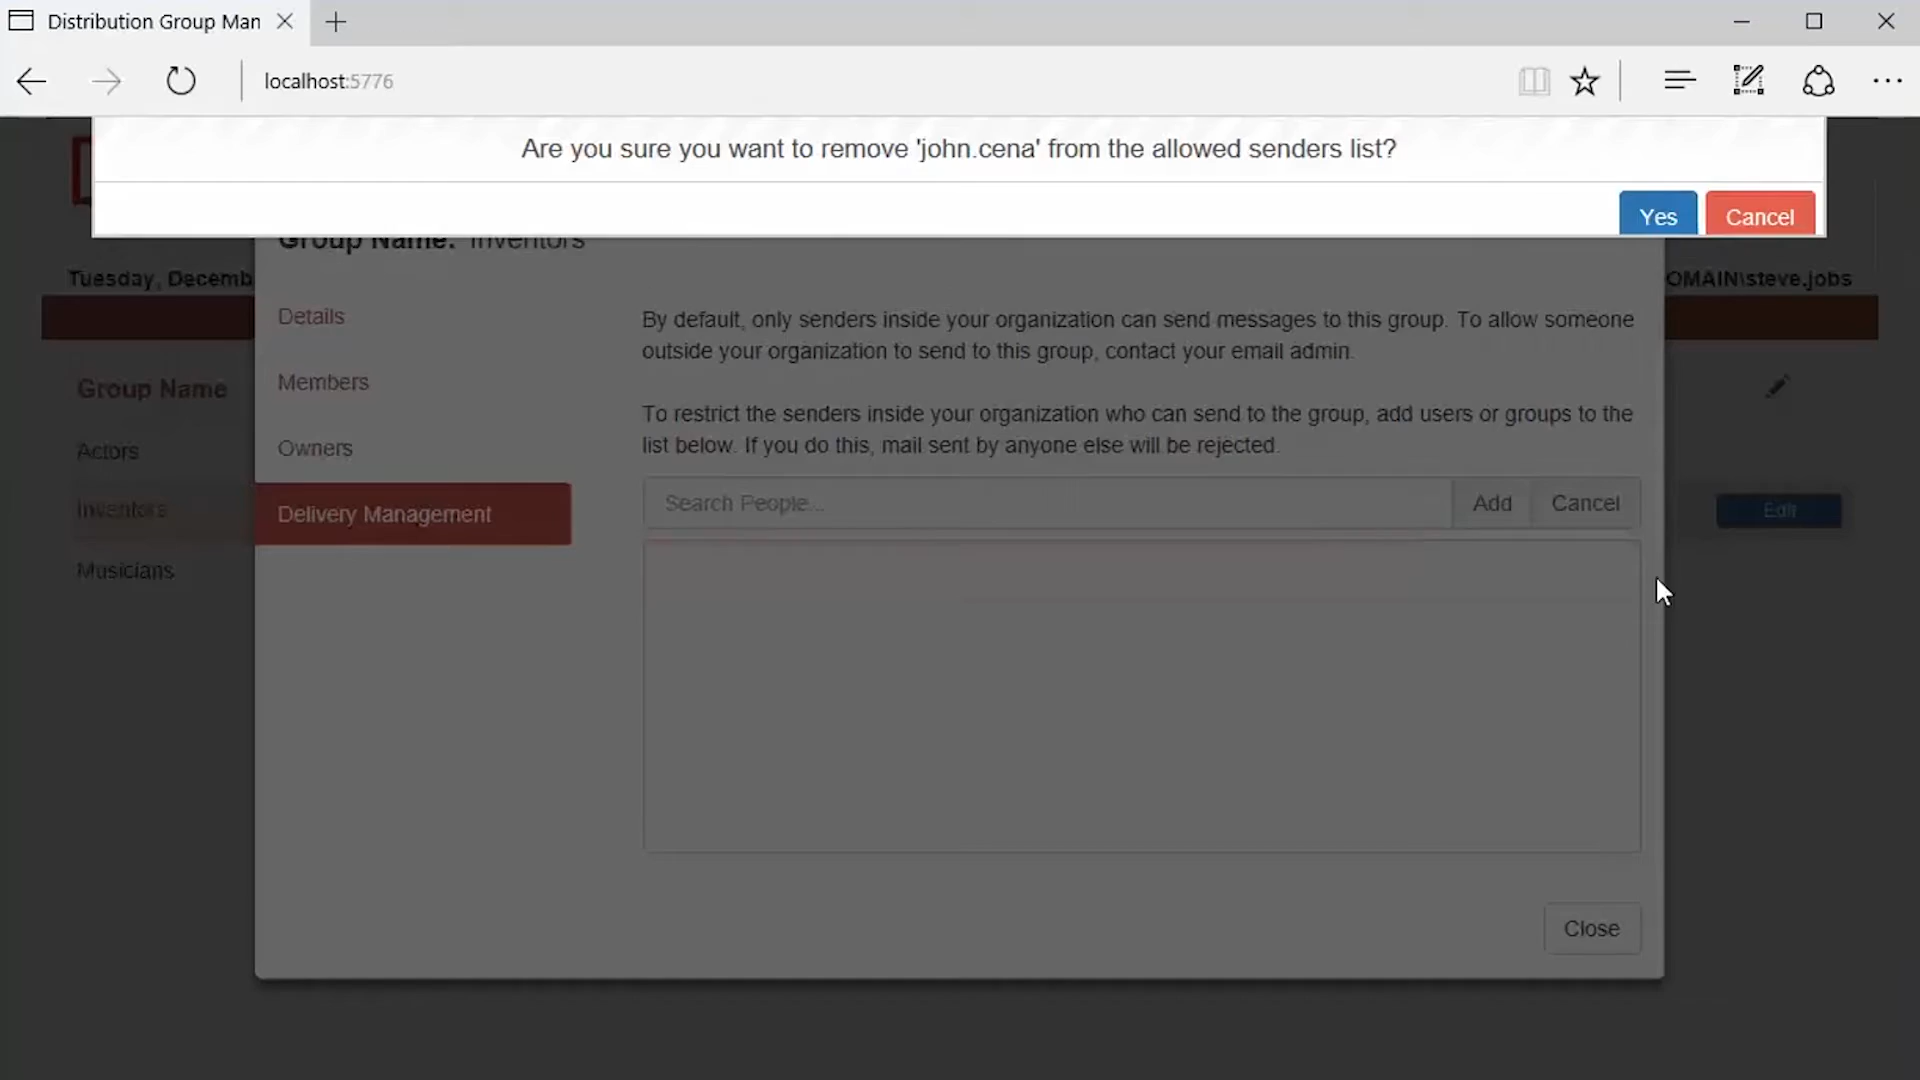 Distribution Group Man
localhost:5776
Are you sure you want to remove 'john.cena' from the allowed senders list?
Yes
Cancel
Group Name: Inventors
Tuesday, Decemb
OMAIN\steve.jobs
Details
By default, only senders inside your organization can send messages to this group. To allow someone
outside your organization to send to this group, contact your email admin.
Members
Group Name
To restrict the senders inside your organization who can send to the group, add users or groups to the
list below. If you do this, mail sent by anyone else will be rejected.
Owners
Actors
Search People...
Add
Cancel
Inventors
Delivery Management
Edit
Musicians
Close